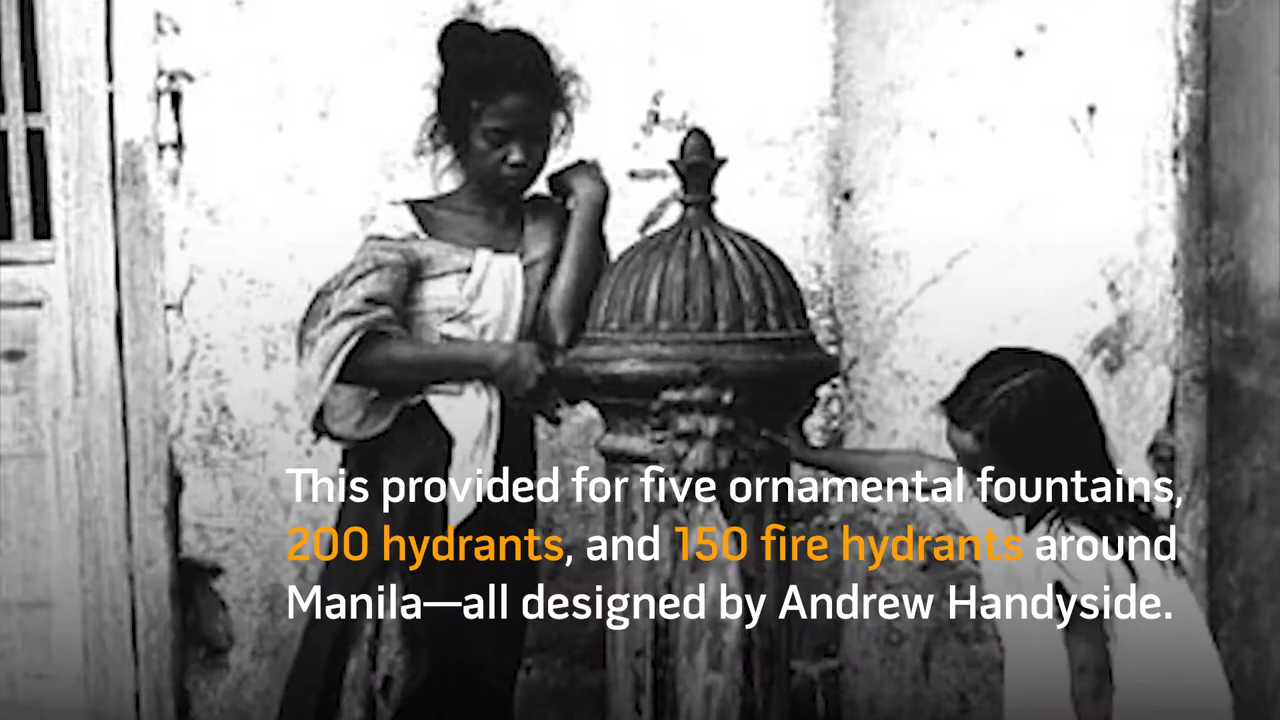 This provided for five ornamental fountains,
200 hydrants, and 150 fire hydrants around
Manila—all designed by Andrew Handyside.